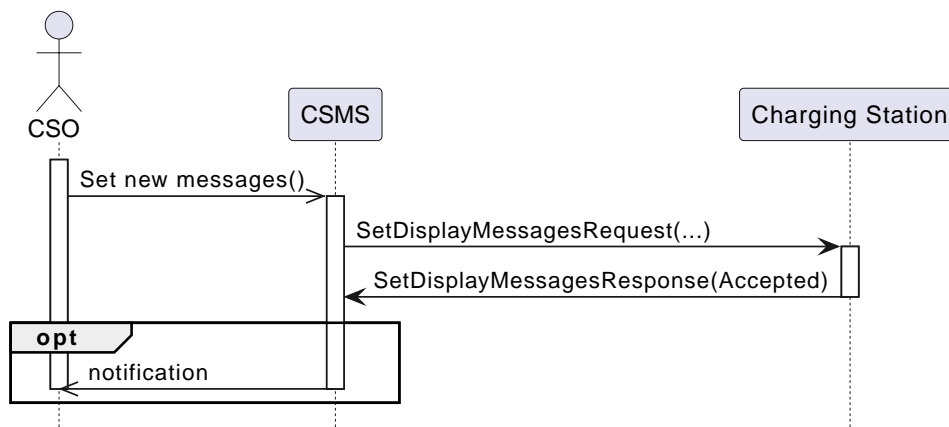 CSO
CSMS
Charging Station
Set new messages()
SetDisplayMessagesRequest(...)
SetDisplayMessagesResponse(Accepted)
opt
notification